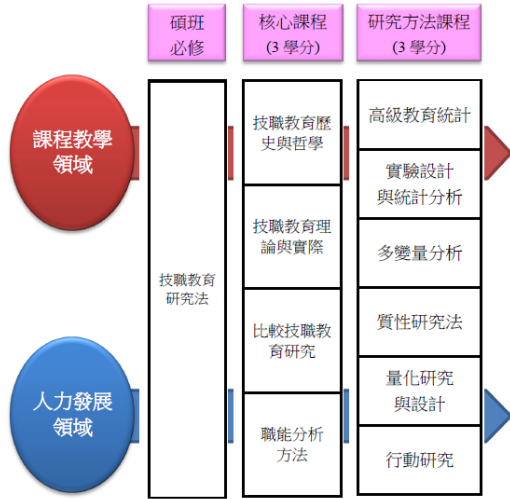 碩班
必修
核心課程
(3 學分)
研究方法課程
(3 學分)
課程教學
領域
人力發展
領域
技職教育
研究法
技職教育歷
史與哲學
技職教育理
論與實際
比較技職教
育研究
職能分析
方法
高級教育統計
實驗設計
與統計分析
多變量分析
質性研究法
量化研究
與設計
行動研究